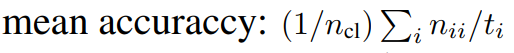 mean accuraccy: (1/n_cl) ∑_i n_ii/t_i